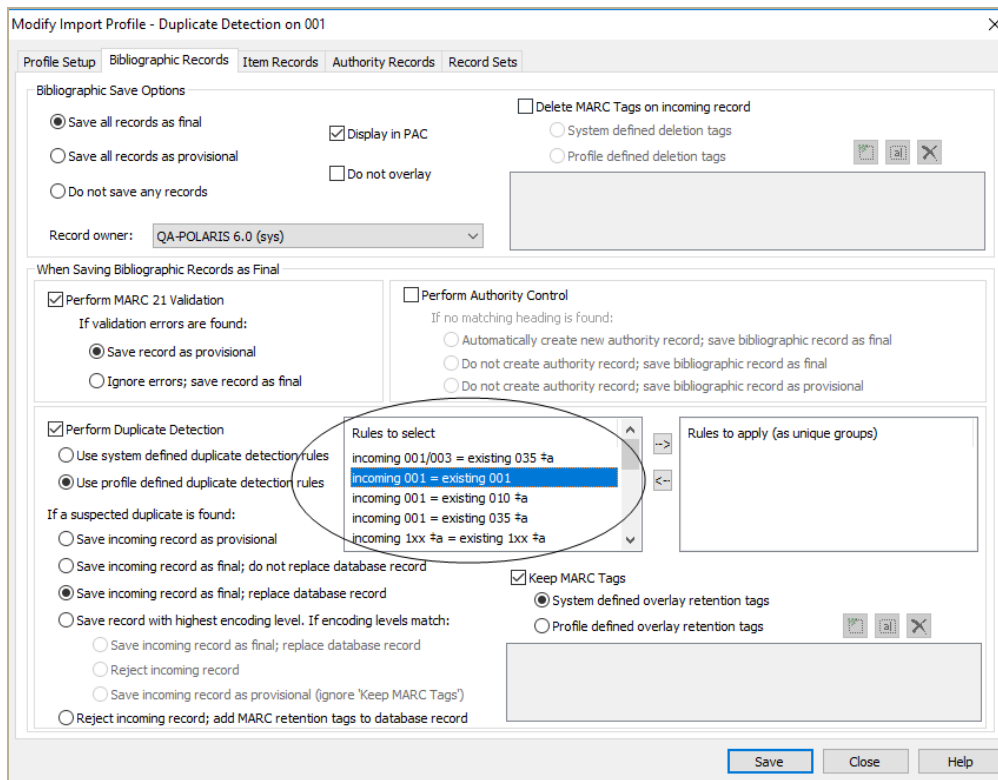 Modify Import Profile - Duplicate Detection on 001
Profile Setup Bibliographic Records Item Records Authority Records Record Sets
Bibliographic Save Options
Save all records as final
Save all records as provisional
Do not save any records
Display in PAC
Do not overlay
Record owner: QA-POLARIS 6.0 (sys)
Delete MARC Tags on incoming record
System defined deletion tags
Profile defined deletion tags
When Saving Bibliographic Records as Final
Perform MARC 21 Validation
If validation errors are found:
Save record as provisional
Ignore errors; save record as final
Perform Authority Control
If no matching heading is found:
Automatically create new authority record; save bibliographic record as final
Do not create authority record; save bibliographic record as final
Do not create authority record; save bibliographic record as provisional
Perform Duplicate Detection
Use system defined duplicate detection rules
Use profile defined duplicate detection rules
Rules to select
incoming 001/003 = existing 035 ‡a
incoming 001 = existing 001
incoming 001 = existing 010 ‡a
incoming 001 = existing 035 ‡a
incoming 1xx ‡a = existing 1xx ‡a
-->
<--
Rules to apply (as unique groups)
If a suspected duplicate is found:
Save incoming record as provisional
Save incoming record as final; do not replace database record
Save incoming record as final; replace database record
Save record with highest encoding level. If encoding levels match:
Save incoming record as final; replace database record
Reject incoming record
Save incoming record as provisional (ignore 'Keep MARC Tags')
Reject incoming record; add MARC retention tags to database record
Keep MARC Tags
System defined overlay retention tags
Profile defined overlay retention tags
Save Close Help